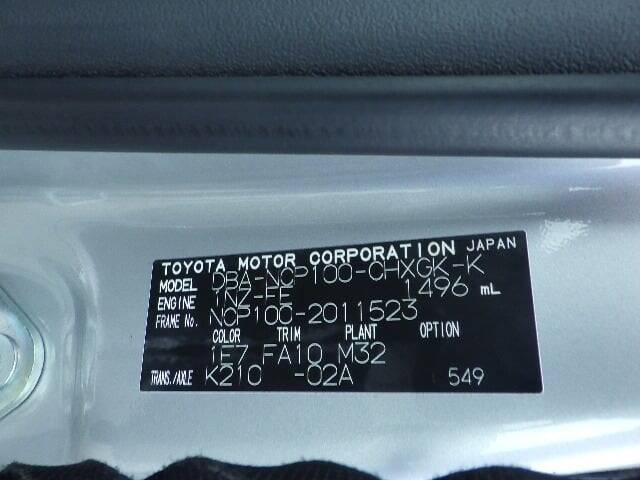 TOYOTA MOTOR CORPORATION JAPAN
MODEL DBA-NCP100-CHXGK-K
ENGINE 1NZ-FE 1496 mL
FRAME No. NCP100-2011523
COLOR TRIM PLANT OPTION
1E7 FA10 M32
TRANS./AXLE K210 -02A 549